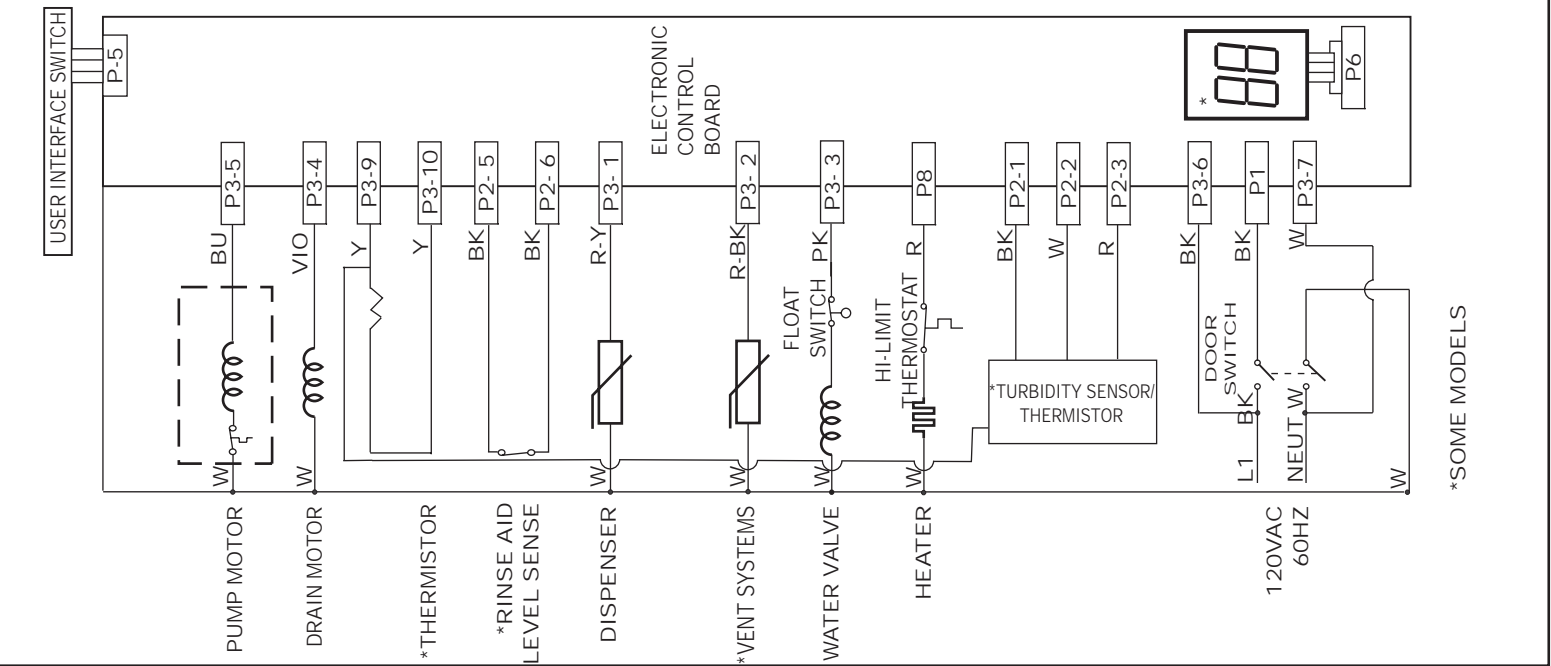 USER INTERFACE SWITCH
P-5
ELECTRONIC
CONTROL
BOARD
*
P6
P3-5
P3-4
P3-9
P3-10
P2- 5
P2- 6
P3- 1
P3- 2
P3- 3
P8
P2-1
P2-2
P2-3
P3-6
P1
P3-7
BU
VIO
Y
Y
BK
BK
R-Y
R-BK
PK
R
BK
W
R
BK
BK
W
FLOAT
SWITCH
HI-LIMIT
THERMOSTAT
*TURBIDITY SENSOR/
THERMISTOR
DOOR
SWITCH
W
W
W
W
W
W
L1 BK
NEUT W
W
PUMP MOTOR
DRAIN MOTOR
*THERMISTOR
*RINSE AID
LEVEL SENSE
DISPENSER
*VENT SYSTEMS
WATER VALVE
HEATER
120VAC
60HZ
*SOME MODELS